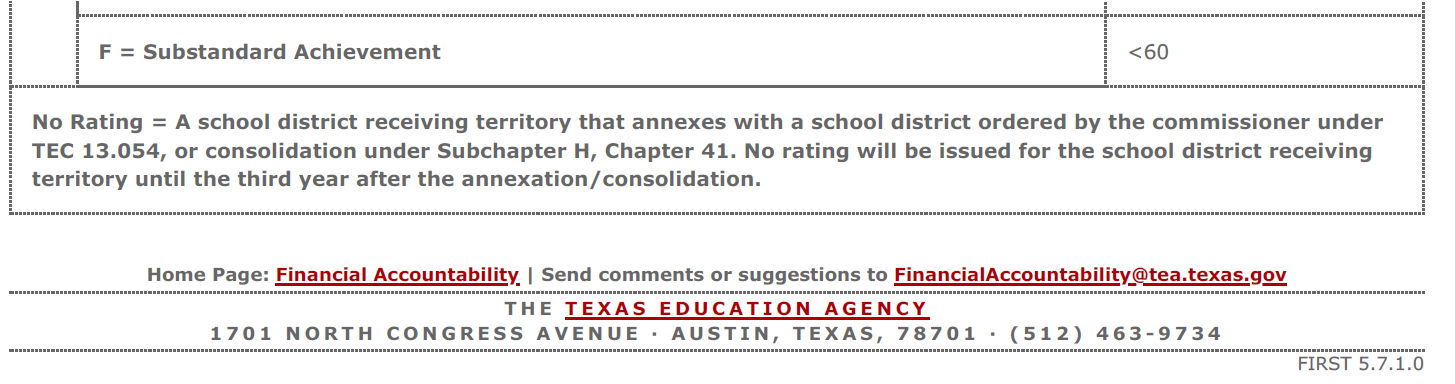 F = Substandard Achievement <60
No Rating = A school district receiving territory that annexes with a school district ordered by the commissioner under
TEC 13.054, or consolidation under Subchapter H, Chapter 41. No rating will be issued for the school district receiving
territory until the third year after the annexation/consolidation.
Home Page: Financial Accountability | Send comments or suggestions to FinancialAccountability@tea.texas.gov
THE TEXAS EDUCATION AGENCY
1701 NORTH CONGRESS AVENUE · AUSTIN, TEXAS, 78701 · (512) 463-9734
FIRST 5.7.1.0